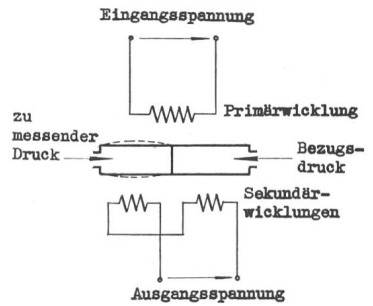 Eingangsspannung
Primärwicklung
zu
messender
Druck
Bezugs-
druck
Sekundär-
wicklungen
Ausgangsspannung